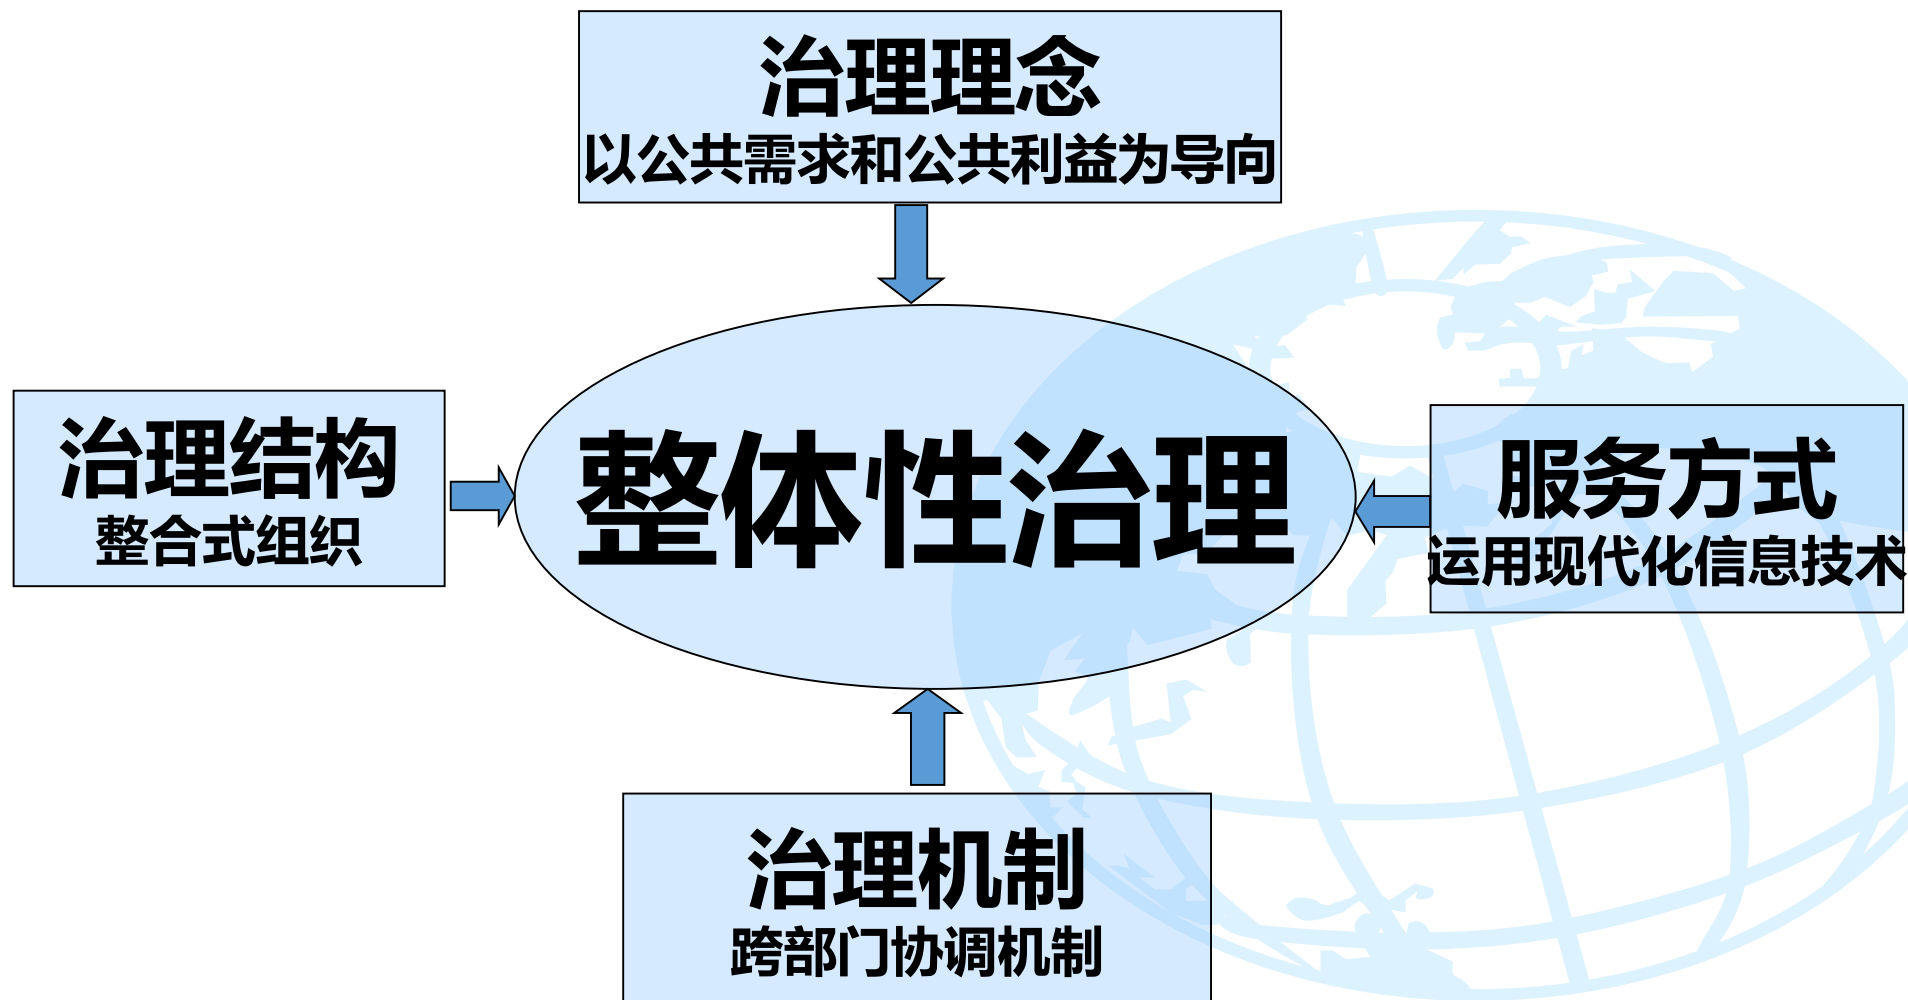 治理理念
以公共需求和公共利益为导向
治理结构
整合式组织
整体性治理
服务方式
运用现代化信息技术
治理机制
跨部门协调机制